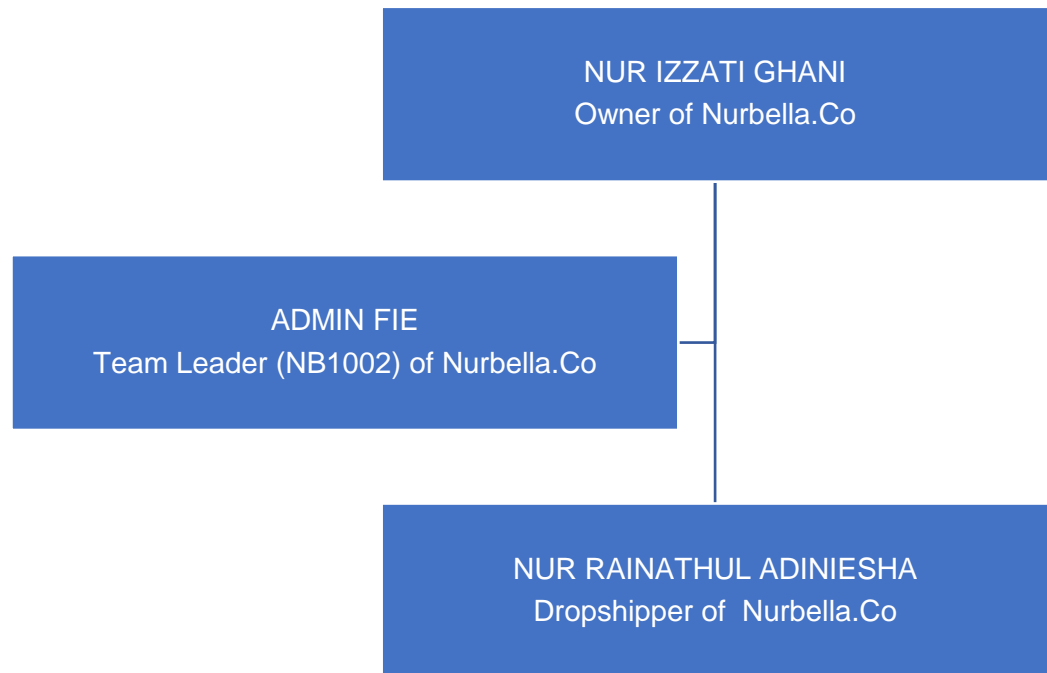 NUR IZZATI GHANI
Owner of Nurbella.Co
ADMIN FIE
Team Leader (NB1002) of Nurbella.Co
NUR RAINATHUL ADINIESHA
Dropshipper of  Nurbella.Co